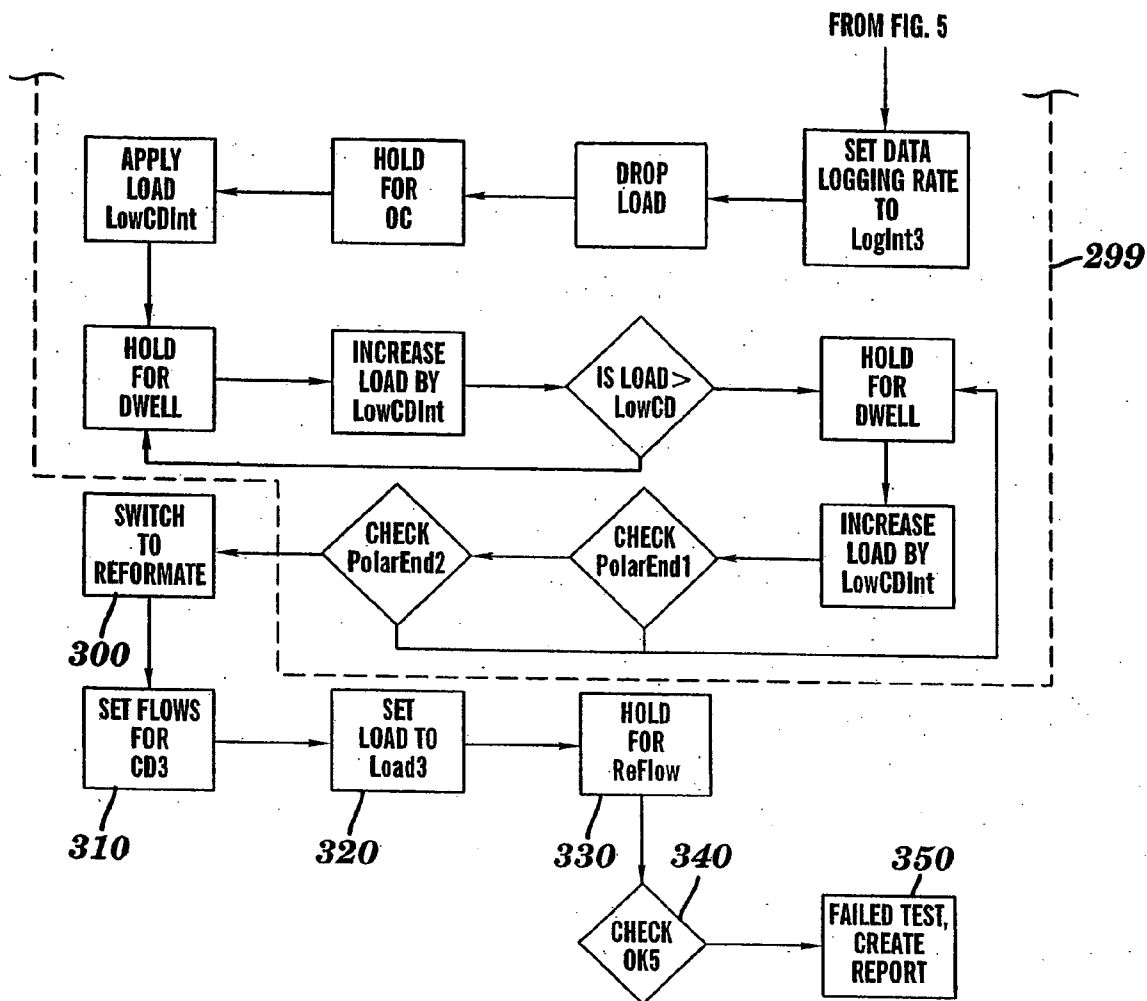 FROM FIG. 5
SET DATA
LOGGING RATE
TO
LogInt3
DROP
LOAD
HOLD
FOR
OC
APPLY
LOAD
LowCDInt
299
HOLD
FOR
DWELL
INCREASE
LOAD BY
LowCDInt
IS LOAD >
LowCD
HOLD
FOR
DWELL
INCREASE
LOAD BY
LowCDInt
CHECK
PolarEnd1
CHECK
PolarEnd2
SWITCH
TO
REFORMATE
300
SET FLOWS
FOR
CD3
310
SET
LOAD TO
Load3
320
HOLD
FOR
ReFlow
330
340
CHECK
OK5
350
FAILED TEST,
CREATE
REPORT